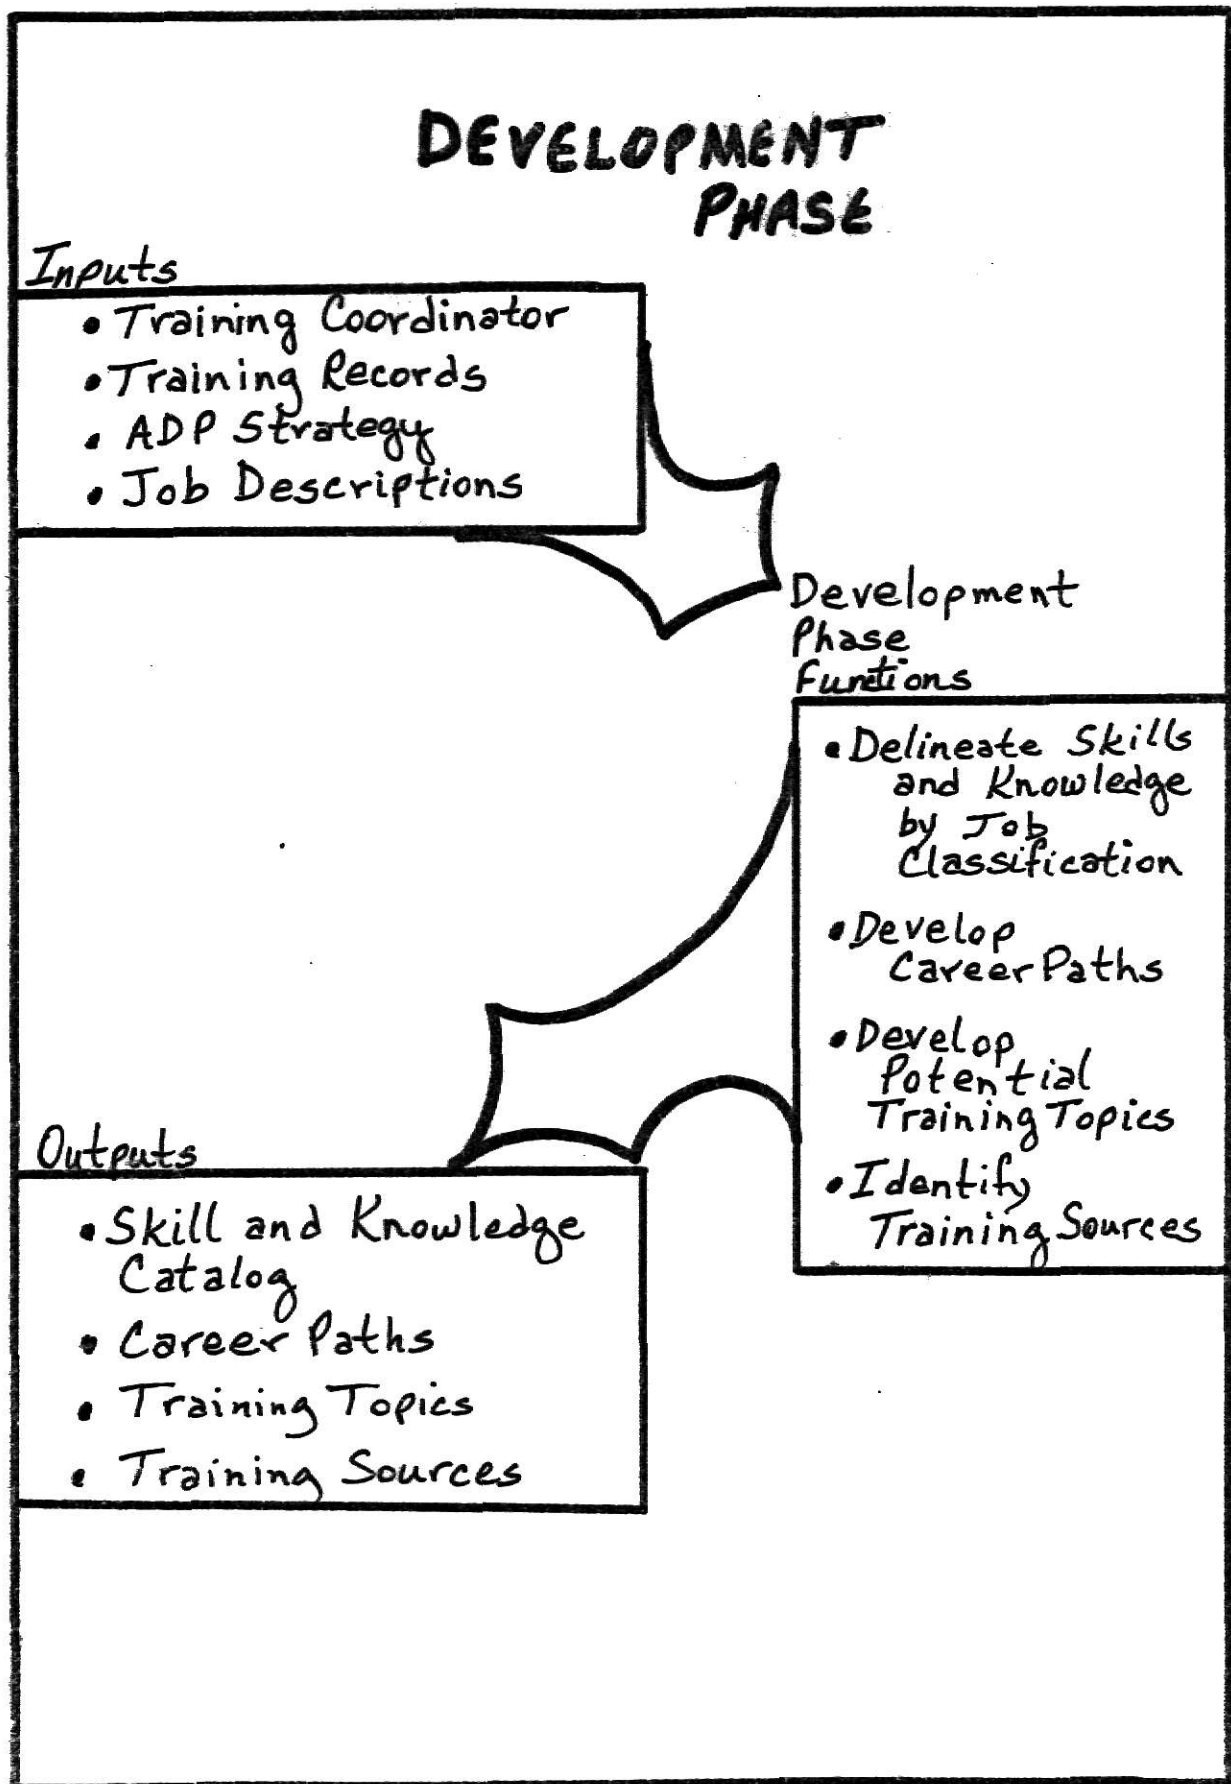 DEVELOPMENT
PHASE
Inputs
• Training Coordinator
• Training Records
• ADP Strategy
• Job Descriptions
Development
Phase
Functions
• Delineate Skills
and Knowledge
by Job
Classification
• Develop
Career Paths
• Develop
Potential
Training Topics
• Identify
Training Sources
Outputs
• Skill and Knowledge
Catalog
• Career Paths
• Training Topics
• Training Sources